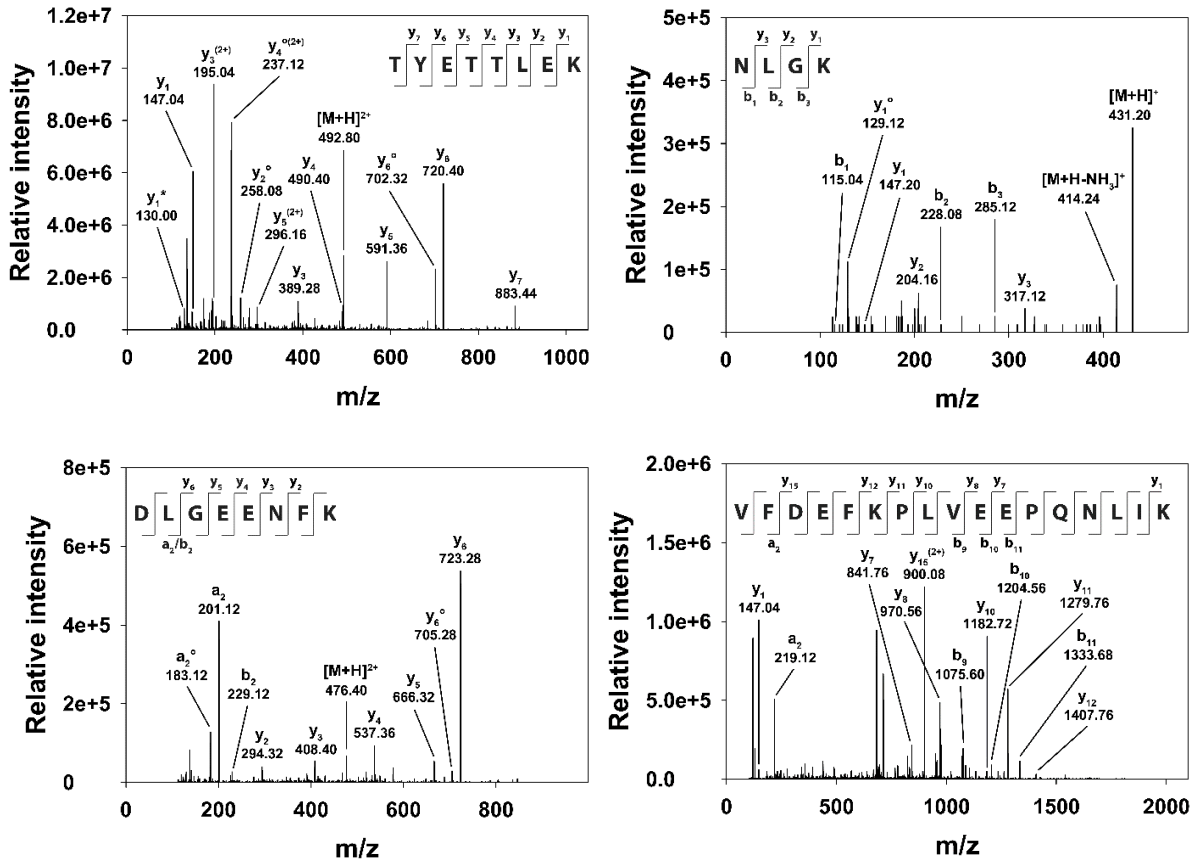 Relative intensity
1.2e+7
1.0e+7
8.0e+6
6.0e+6
4.0e+6
2.0e+6
0.0
0 200 400 600 800 1000
m/z
y₇ y₆ y₅ y₄ y₃ y₂ y₁
T Y E T T L E K
y₃⁽²⁺⁾
195.04
y₄°⁽²⁺⁾
237.12
y₁
147.04
[M+H]²⁺
492.80
y₁*
130.00
y₂°
258.08
y₅⁽²⁺⁾
296.16
y₃
389.28
y₄
490.40
y₅
591.36
y₆°
702.32
y₆
720.40
y₇
883.44
Relative intensity
5e+5
4e+5
3e+5
2e+5
1e+5
0
0 100 200 300 400
m/z
y₃ y₂ y₁
N L G K
b₁ b₂ b₃
b₁
115.04
y₁°
129.12
y₁
147.20
y₂
204.16
b₂
228.08
b₃
285.12
y₃
317.12
[M+H-NH₃]⁺
414.24
[M+H]⁺
431.20
Relative intensity
8e+5
6e+5
4e+5
2e+5
0
0 200 400 600 800
m/z
y₆ y₅ y₄ y₃ y₂
D L G E E N F K
a₂/b₂
a₂
201.12
a₂°
183.12
b₂
229.12
y₂
294.32
y₃
408.40
[M+H]²⁺
476.40
y₄
537.36
y₅
666.32
y₆°
705.28
y₆
723.28
Relative intensity
2.0e+6
1.5e+6
1.0e+6
5.0e+5
0.0
0 500 1000 1500 2000
m/z
y₁₅ y₁₂ y₁₁ y₁₀ y₈ y₇ y₁
V F D E F K P L V E E P Q N L I K
a₂ b₉ b₁₀ b₁₁
y₁
147.04
a₂
219.12
y₇
841.76
y₁₅⁽²⁺⁾
900.08
y₈
970.56
b₉
1075.60
y₁₀
1182.72
b₁₀
1204.56
y₁₁
1279.76
b₁₁
1333.68
y₁₂
1407.76